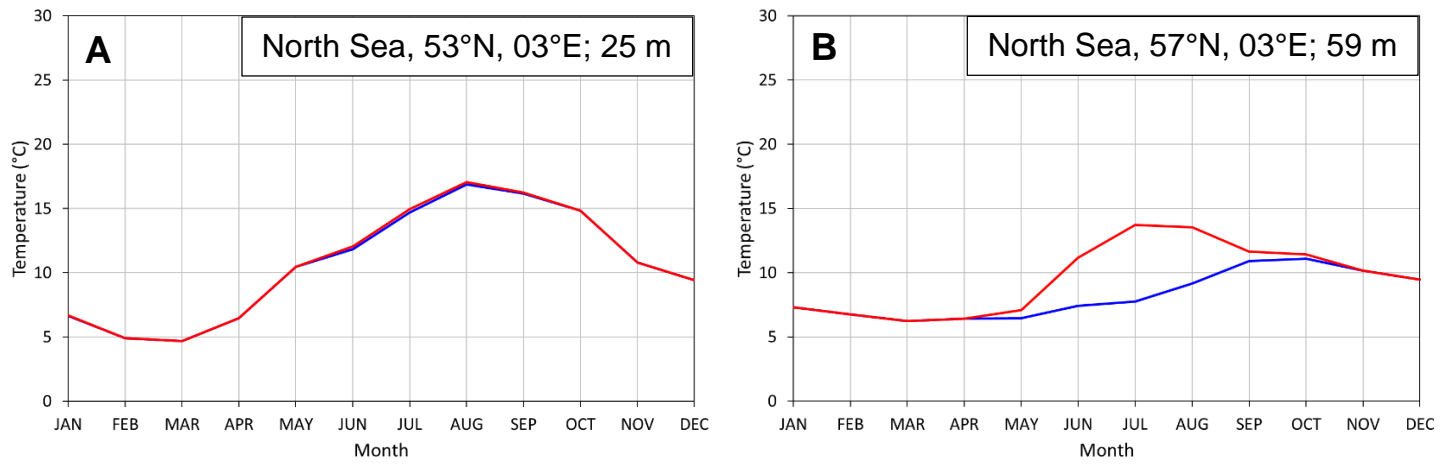 A
North Sea, 53°N, 03°E; 25 m
30
25
20
15
10
5
0
Temperature (°C)
JAN FEB MAR APR MAY JUN JUL AUG SEP OCT NOV DEC
Month
B
North Sea, 57°N, 03°E; 59 m
30
25
20
15
10
5
0
Temperature (°C)
JAN FEB MAR APR MAY JUN JUL AUG SEP OCT NOV DEC
Month